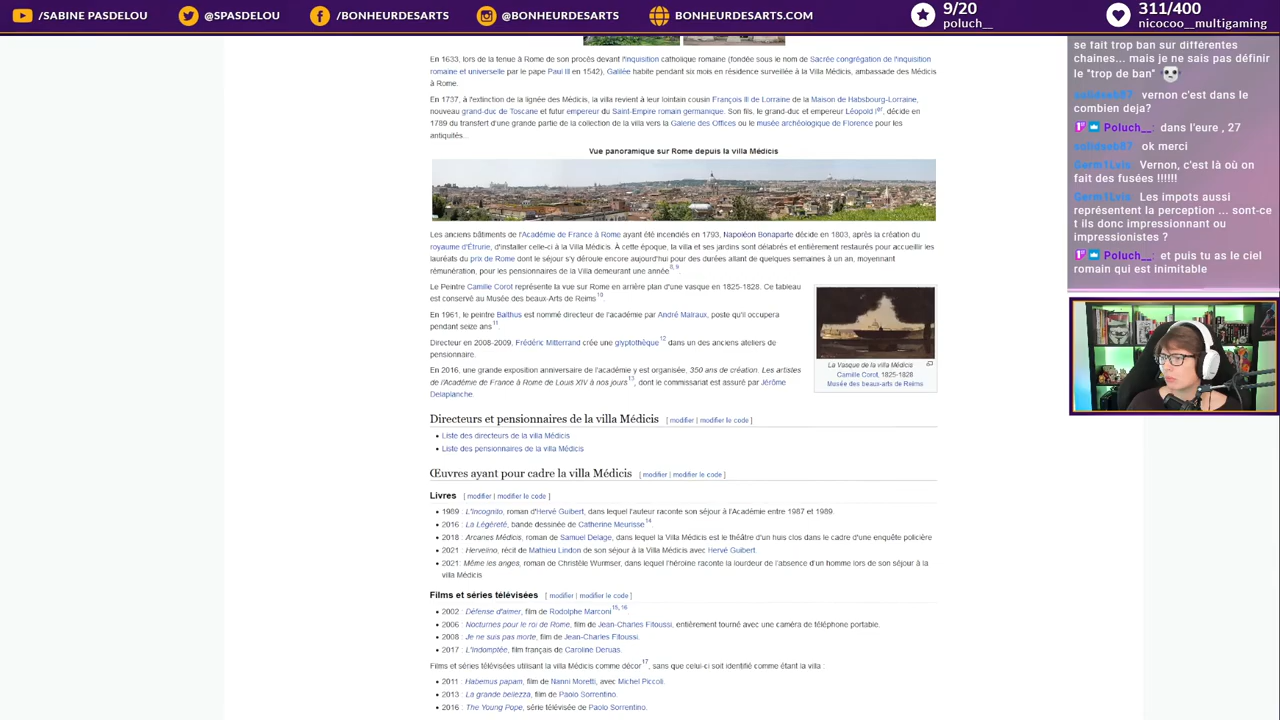 /SABINE PASDELOU
@SPASDELOU
/BONHEURDESARTS
@BONHEURDESARTS
BONHEURDESARTS.COM
9/20
poluch__
311/400
nicocoo__multigaming
En 1633, lors de la tenue à Rome de son procès devant l'inquisition catholique romaine (fondée sous le nom de Sacrée congrégation de l'inquisition
romaine et universelle par le pape Paul III en 1542), Galilée habite pendant six mois en résidence surveillée à la Villa Médicis, ambassade des Médicis
à Rome.
En 1737, à l'extinction de la lignée des Médicis, la villa revient à leur lointain cousin François III de Lorraine de la Maison de Habsbourg-Lorraine,
nouveau grand-duc de Toscane et futur empereur du Saint-Empire romain germanique. Son fils, le grand-duc et empereur Léopold Ier, décide en
1789 du transfert d'une grande partie de la collection de la villa vers la Galerie des Offices ou le musée archéologique de Florence pour les
antiquités..
Vue panoramique sur Rome depuis la villa Médicis
Les anciens bâtiments de l'Académie de France à Rome ayant été incendiés en 1793, Napoléon Bonaparte décide en 1803, après la création du
royaume d'Étrurie, d'installer celle-ci à la Villa Médicis. À cette époque, la villa et ses jardins sont délabrés et entièrement restaurés pour accueillir les
lauréats du prix de Rome dont le séjour s'y déroule encore aujourd'hui pour des durées allant de quelques semaines à un an, moyennant
rémunération, pour les pensionnaires de la Villa demeurant une année8, 9.
Le Peintre Camille Corot représente la vue sur Rome en arrière plan d'une vasque en 1825-1828. Ce tableau
est conservé au Musée des beaux-Arts de Reims10.
En 1961, le peintre Balthus est nommé directeur de l'académie par André Malraux, poste qu'il occupera
pendant seize ans11.
Directeur en 2008-2009, Frédéric Mitterrand crée une glyptothèque12 dans un des anciens ateliers de
pensionnaire.
En 2016, une grande exposition anniversaire de l'académie y est organisée, 350 ans de création. Les artistes
de l'Académie de France à Rome de Louis XIV à nos jours13, dont le commissariat est assuré par Jérôme
Delaplanche
La Vasque de la villa Médicis
Camille Corot, 1825-1828
Musée des beaux-arts de Reims
Directeurs et pensionnaires de la villa Médicis [ modifier | modifier le code ]
• Liste des directeurs de la villa Médicis
• Liste des pensionnaires de la villa Médicis
Œuvres ayant pour cadre la villa Médicis [ modifier | modifier le code ]
Livres [ modifier | modifier le code ]
• 1989 : L'Incognito, roman d'Hervé Guibert, dans lequel l'auteur raconte son séjour à l'Académie entre 1987 et 1989.
• 2016 : La Légèreté, bande dessinée de Catherine Meurisse14.
• 2018 : Arcanes Médicis, roman de Samuel Delage, dans lequel la Villa Médicis est le théâtre d'un huis clos dans le cadre d'une enquête policière
• 2021 : Hervelino, récit de Mathieu Lindon de son séjour à la Villa Médicis avec Hervé Guibert.
• 2021: Même les anges, roman de Christèle Wurmser, dans lequel l'héroïne raconte la lourdeur de l'absence d'un homme lors de son séjour à la
villa Médicis
Films et séries télévisées [ modifier | modifier le code ]
• 2002 : Défense d'aimer, film de Rodolphe Marconi15, 16
• 2006 : Nocturnes pour le roi de Rome, film de Jean-Charles Fitoussi, entièrement tourné avec une caméra de téléphone portable.
• 2008 : Je ne suis pas morte, film de Jean-Charles Fitoussi.
• 2017 : L'indomptée, film français de Caroline Deruas.
Films et séries télévisées utilisant la villa Médicis comme décor17, sans que celui-ci soit identifié comme étant la villa :
• 2011 : Habemus papam, film de Nanni Moretti, avec Michel Piccoli.
• 2013 : La grande bellezza, film de Paolo Sorrentino.
• 2016 : The Young Pope, série télévisée de Paolo Sorrentino.
se fait trop ban sur différentes
chaines... mais je ne sais pas définir
le "trop de ban"
solidseb87 vernon c'est dans le
combien deja?
Poluch__: dans l'eure , 27
solidseb87 ok merci
Germ1Lvis: Vernon, c'est là où on
fait des fusées !!!!!!
Germ1Lvis: Les impots aussi
représentent la perception ... sont-ce
t ils donc impressionnant ou
impressionistes ?
Poluch__: et puis tu as le ciel
romain qui est inimitable